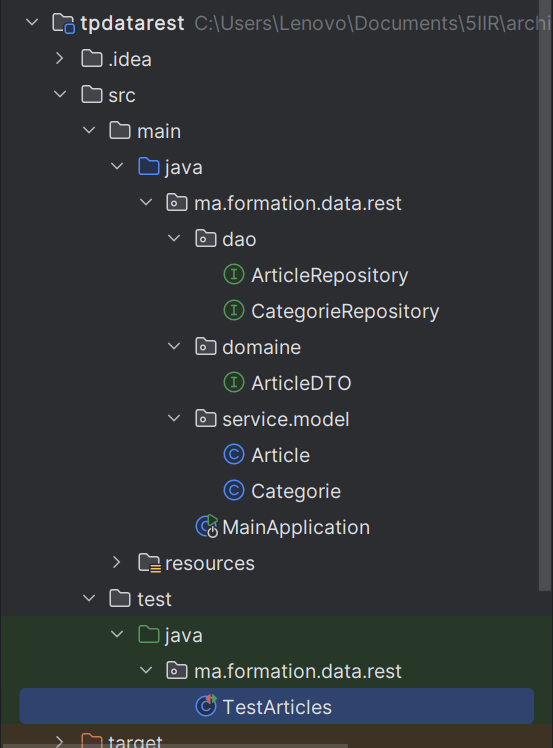 tpdatarest C:\Users\Lenovo\Documents\5IIR\archi
.idea
src
main
java
ma.formation.data.rest
dao
ArticleRepository
CategorieRepository
domaine
ArticleDTO
service.model
Article
Categorie
MainApplication
resources
test
java
ma.formation.data.rest
TestArticles
target